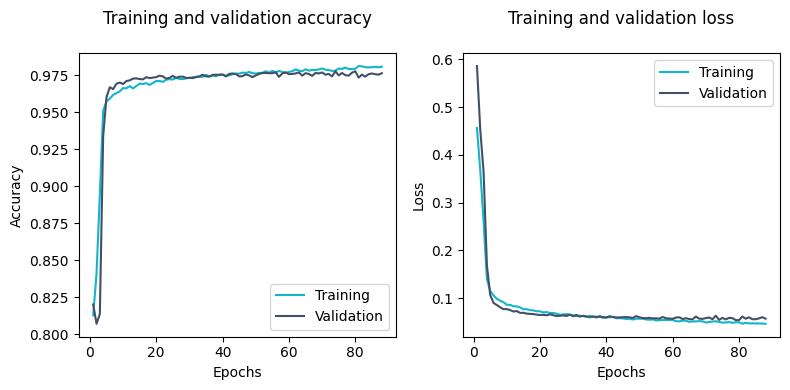 Training and validation accuracy
0.975
0.950
0.925
0.900
0.875
0.850
0.825
0.800
Accuracy
0
20
40
60
80
Epochs
Training
Validation
Training and validation loss
0.6
0.5
0.4
0.3
0.2
0.1
Loss
0
20
40
60
80
Epochs
Training
Validation